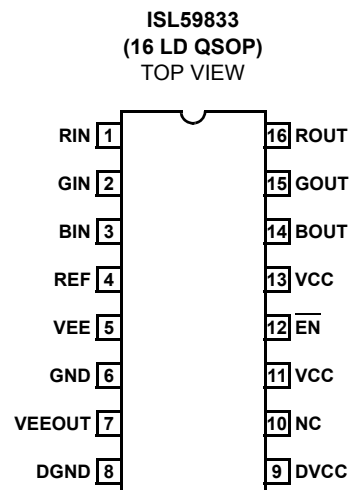 ISL59833
(16 LD QSOP)
TOP VIEW
RIN 1 16 ROUT
GIN 2 15 GOUT
BIN 3 14 BOUT
REF 4 13 VCC
VEE 5 12 E̅N̅
GND 6 11 VCC
VEEOUT 7 10 NC
DGND 8 9 DVCC